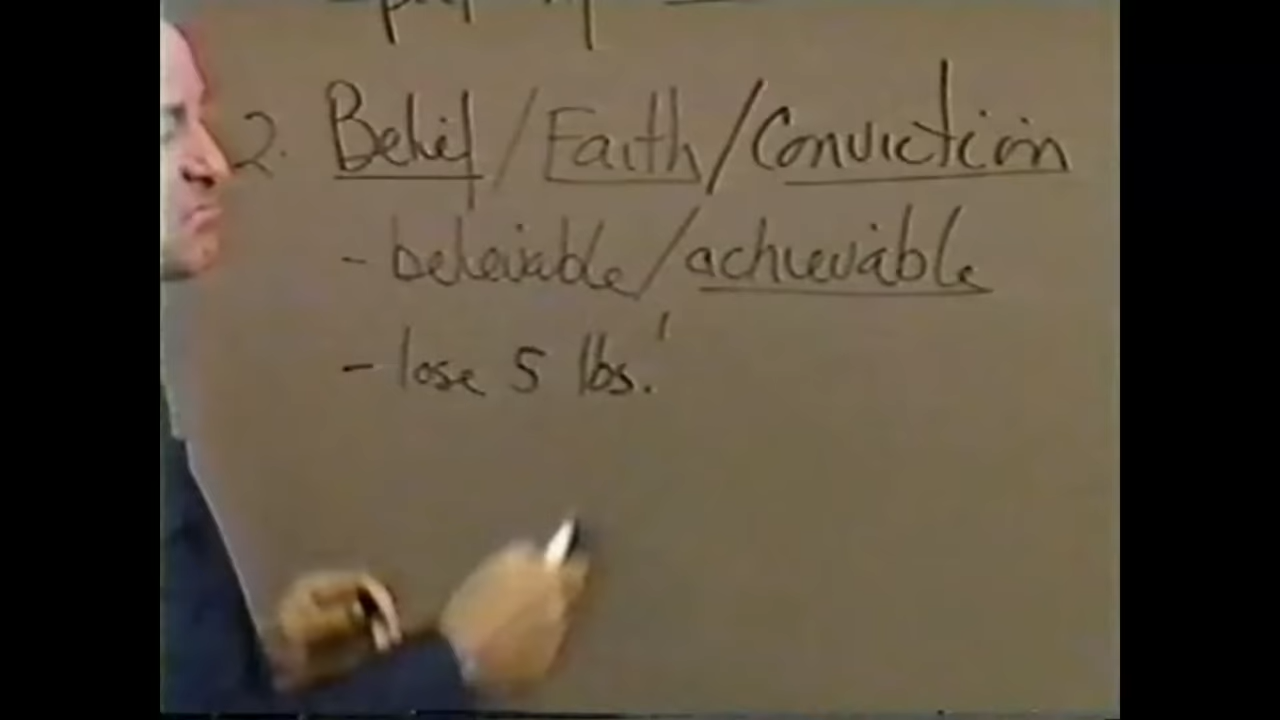 2. Belief / Faith / Conviction
- beleivable / achievable
- lose 5 lbs.